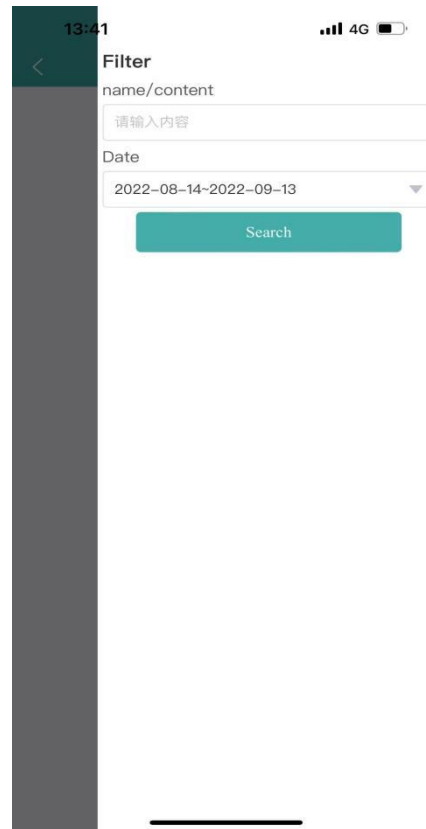 13:41 4G
Filter
name/content
请输入内容
Date
2022-08-14~2022-09-13
Search